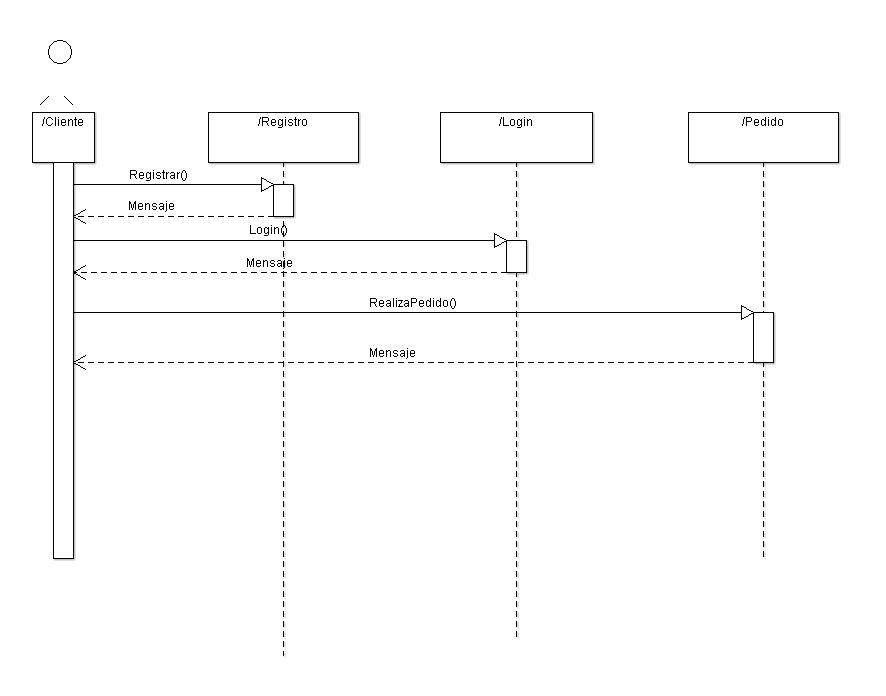 /Cliente
/Registro
/Login
/Pedido
Registrar()
Mensaje
Login()
Mensaje
RealizaPedido()
Mensaje